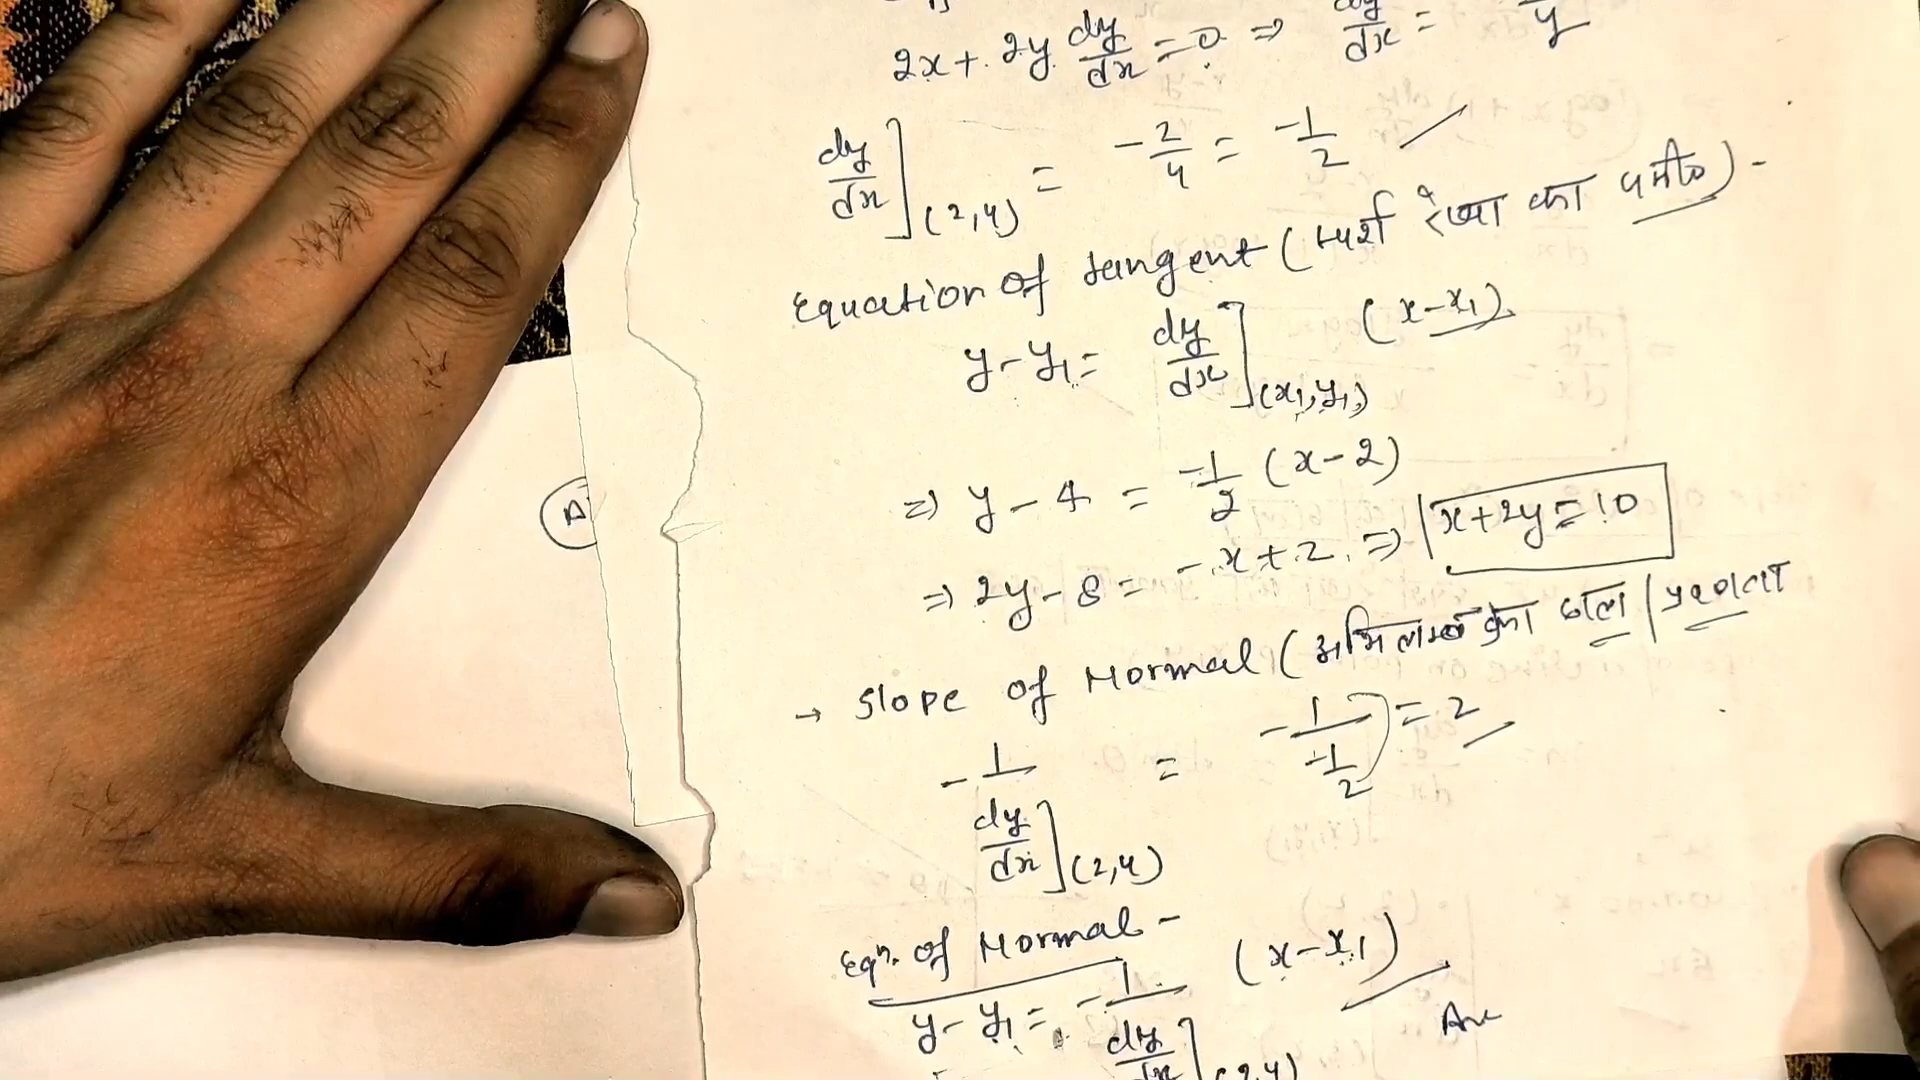 2x + 2y dy/dx = 0 ⇒ dy/dx = /y
dy/dx](2,4) = -2/4 = -1/2
Equation of tangent (स्पर्श रेखा का समी०) -
y - y₁ = dy/dx](x₁,y₁) (x - x₁)
⇒ y - 4 = -1/2 (x - 2)
A
⇒ 2y - 8 = -x + 2 ⇒ x + 2y = 10
→ Slope of Normal (अभिलम्ब का ढाल / प्रवणता
-1/dy/dx](2,4) = -1/-1/2) = 2
Eqⁿ. of Normal -
y - y₁ = -1/dy/dx](2,4) (x - x₁)